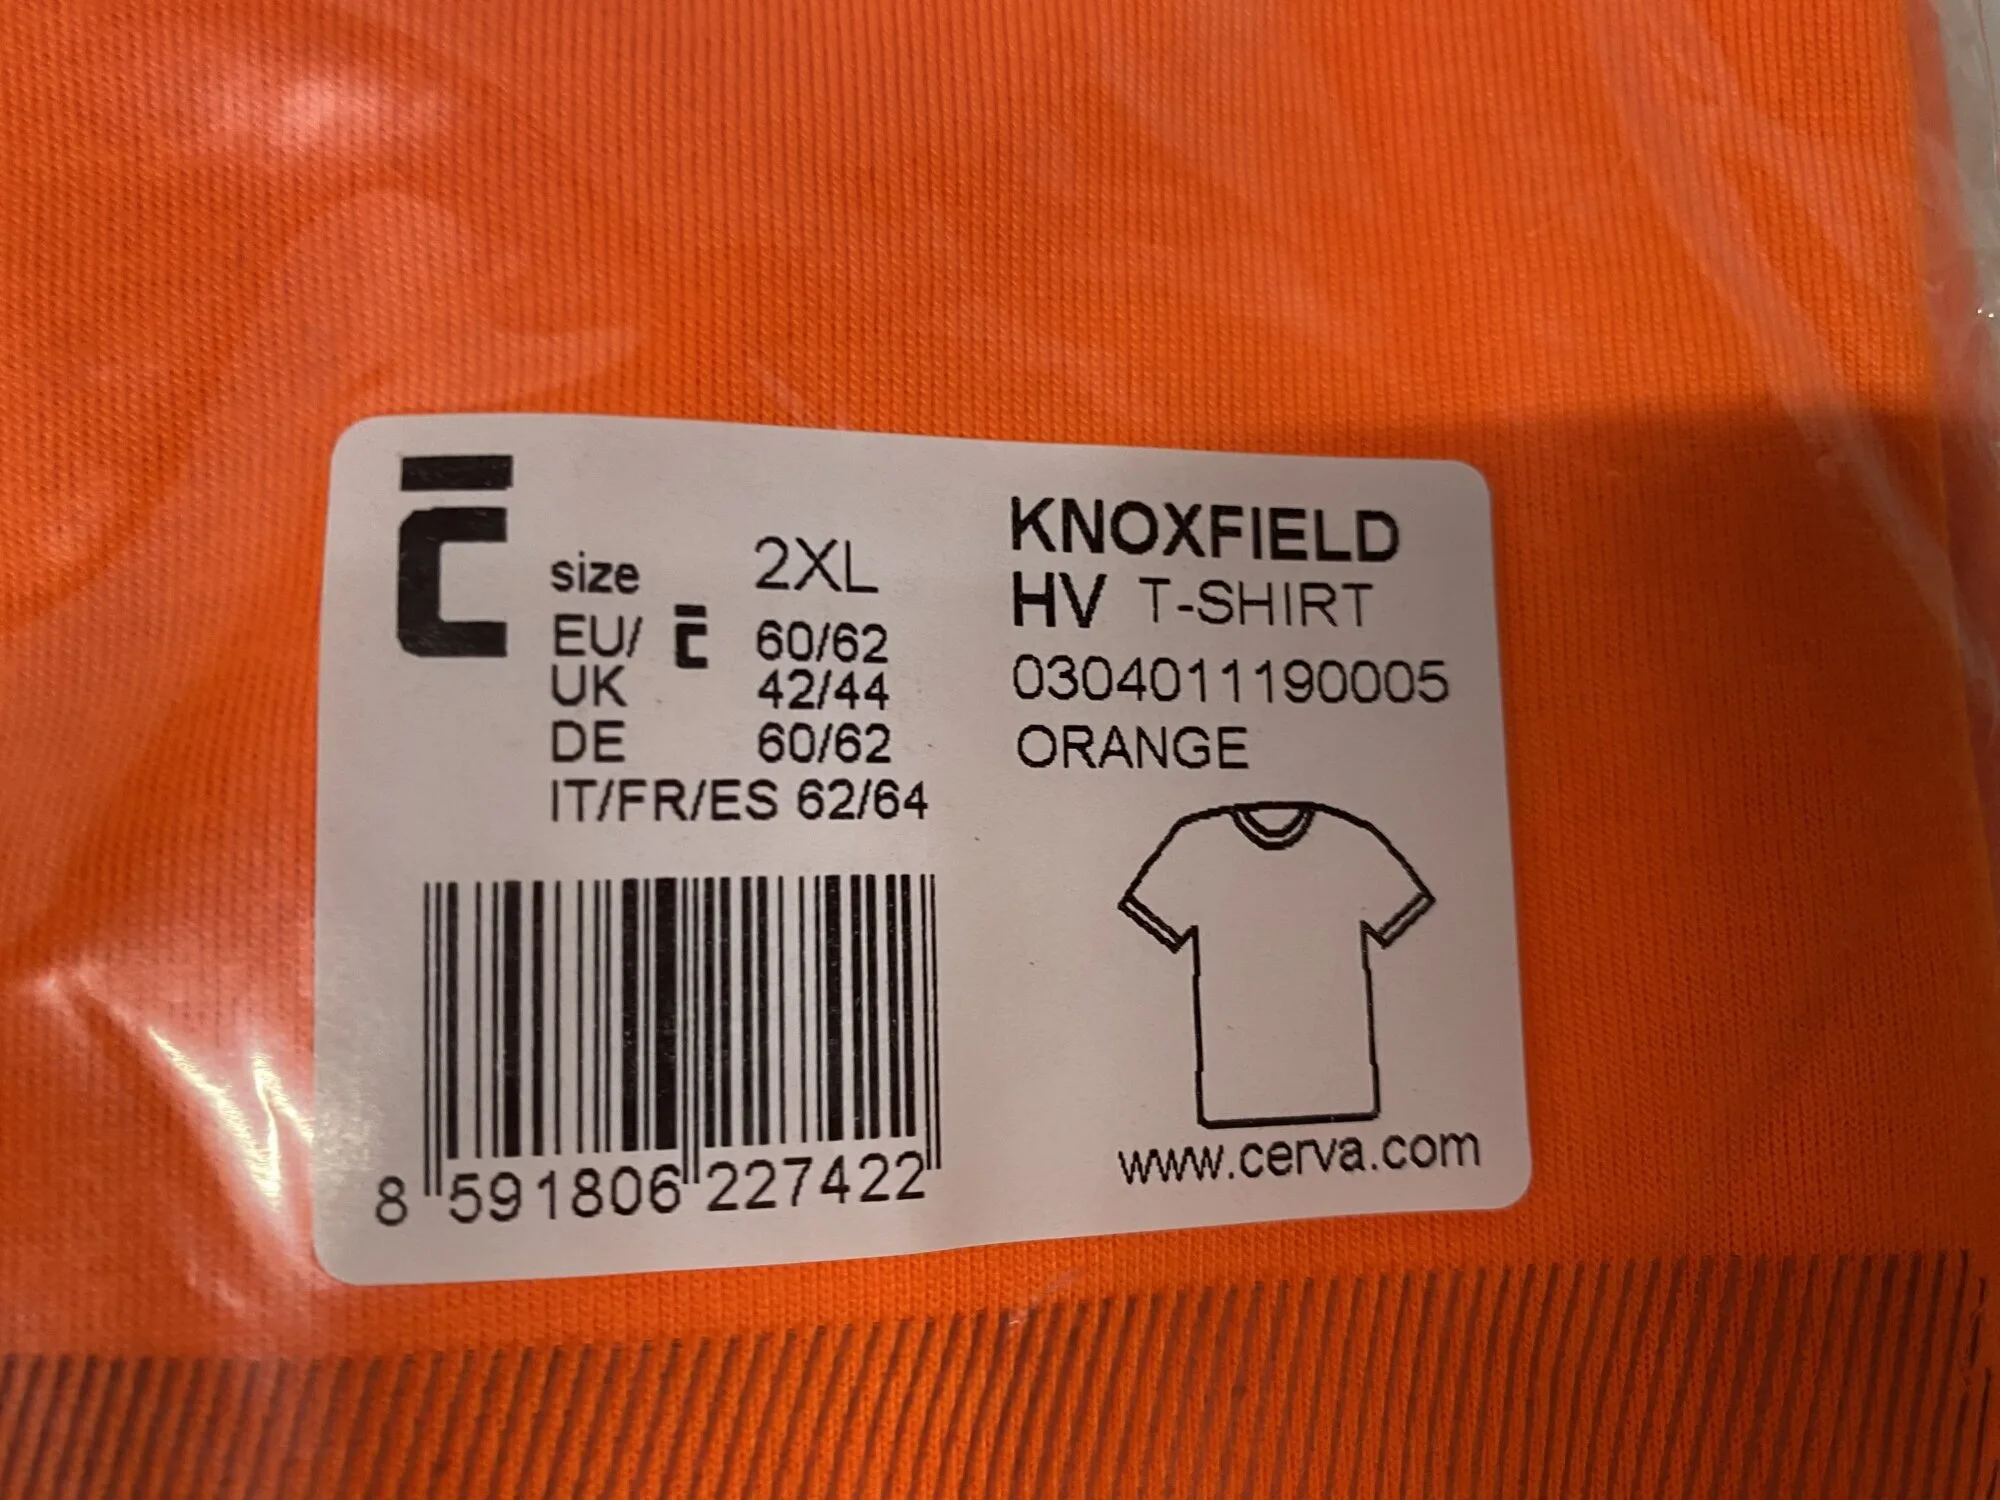 size 2XL
EU/ 60/62
UK 42/44
DE 60/62
IT/FR/ES 62/64
KNOXFIELD
HV T-SHIRT
0304011190005
ORANGE
8 591806 227422
www.cerva.com